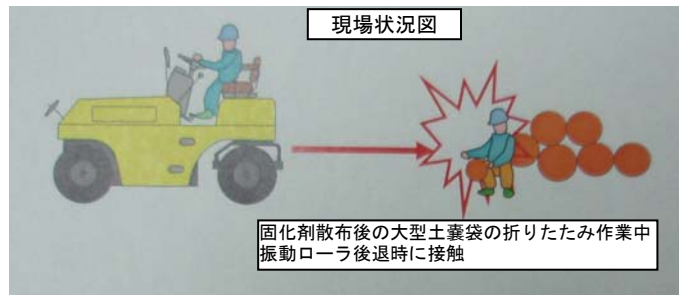 現場状況図
固化剤散布後の大型土嚢袋の折りたたみ作業中
振動ローラ後退時に接触